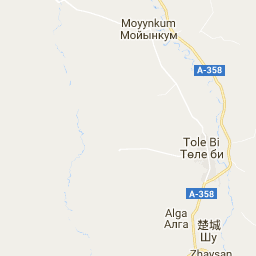 Moyynkum
Мойынкум
A-358
Tole Bi
Төле би
A-358
Alga
Алга
楚城
Шу
Zhaysan